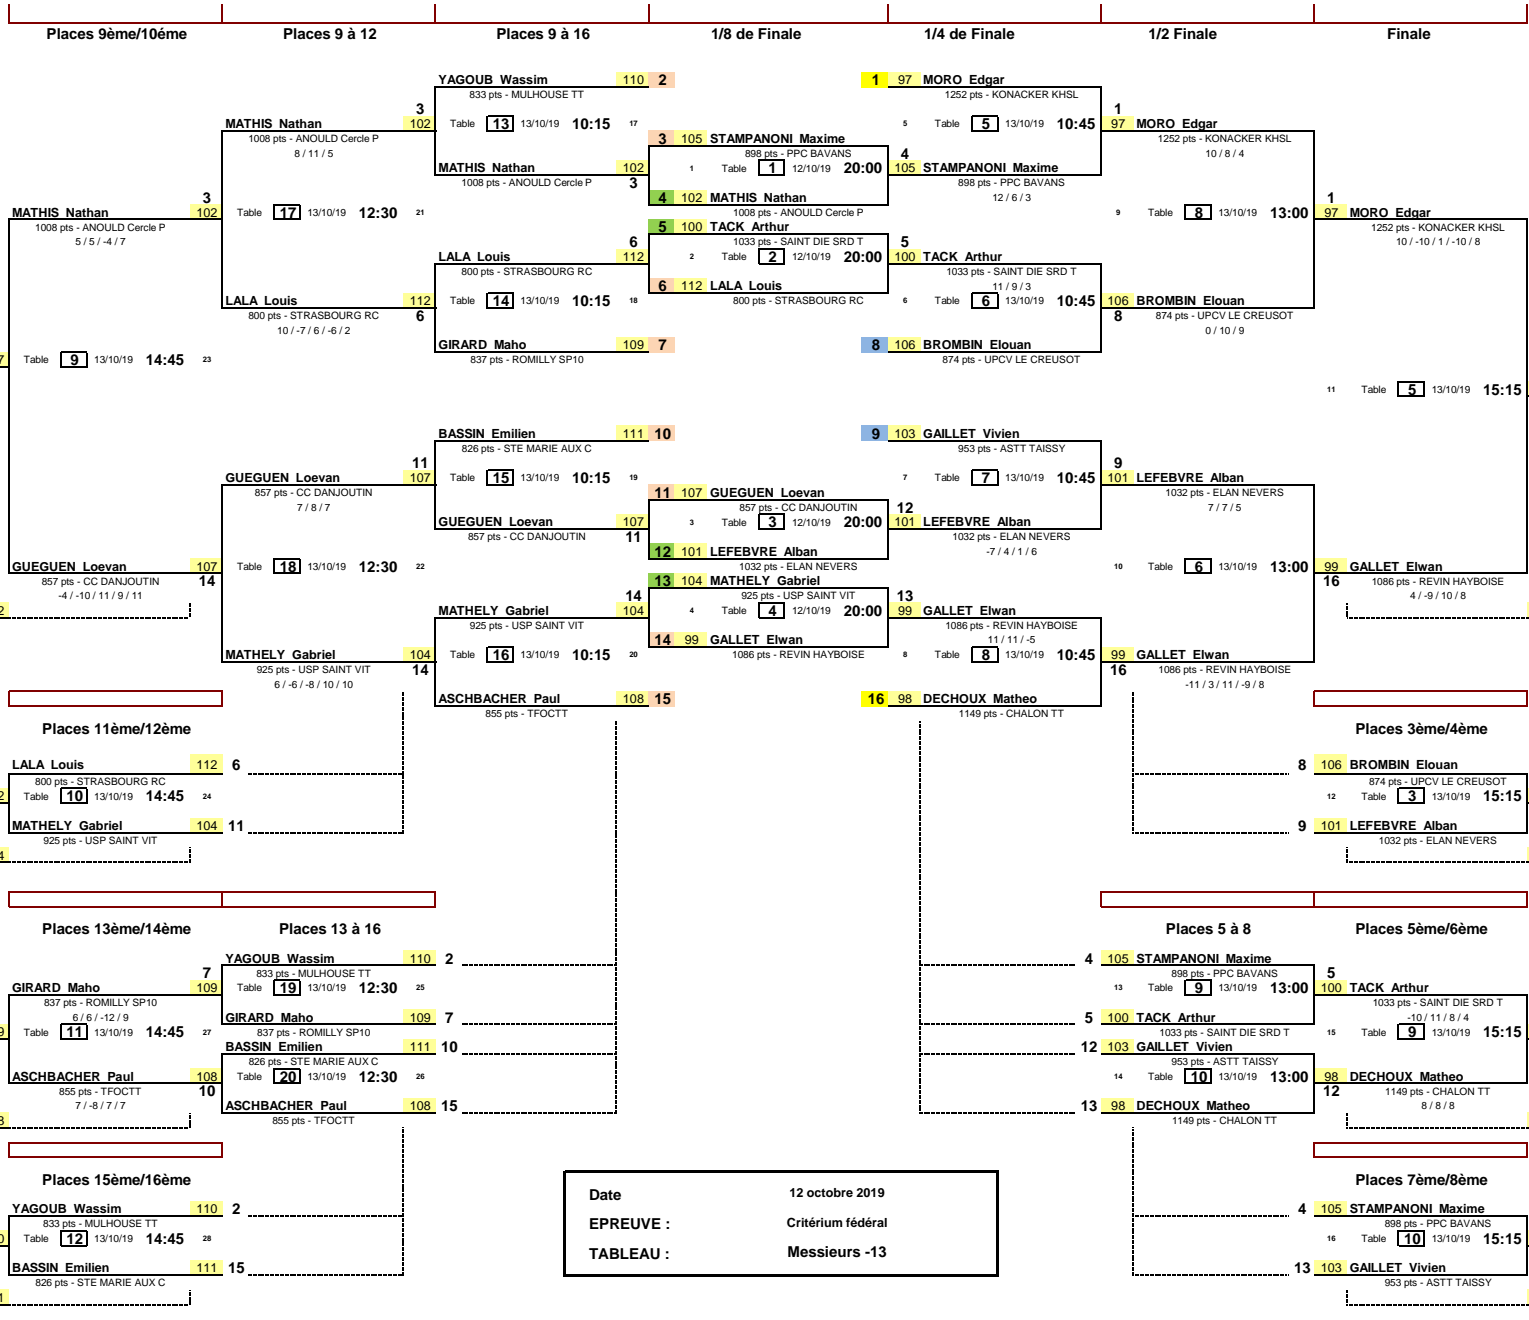 Places 9ème/10éme Places 9 à 12 Places 9 à 16 1/8 de Finale 1/4 de Finale 1/2 Finale Finale
YAGOUB Wassim 110 2 1 97 MORO Edgar
833 pts - MULHOUSE TT 1252 pts - KONACKER KHSL
3 1
MATHIS Nathan 102 Table 13 13/10/19 10:15 17 5 Table 5 13/10/19 10:45 97 MORO Edgar
1008 pts - ANOULD Cercle P 3 105 STAMPANONI Maxime 1252 pts - KONACKER KHSL
8 / 11 / 5 898 pts - PPC BAVANS 4 10 / 8 / 4
MATHIS Nathan 102 1 Table 1 12/10/19 20:00 105 STAMPANONI Maxime
1008 pts - ANOULD Cercle P 3 898 pts - PPC BAVANS
3 4 102 MATHIS Nathan 12 / 6 / 3 1
MATHIS Nathan 102 Table 17 13/10/19 12:30 21 1008 pts - ANOULD Cercle P 9 Table 8 13/10/19 13:00 97 MORO Edgar
1008 pts - ANOULD Cercle P 5 100 TACK Arthur 1252 pts - KONACKER KHSL
5 / 5 / -4 / 7 6 1033 pts - SAINT DIE SRD T 5 10 / -10 / 1 / -10 / 8
LALA Louis 112 2 Table 2 12/10/19 20:00 100 TACK Arthur
800 pts - STRASBOURG RC 1033 pts - SAINT DIE SRD T
6 112 LALA Louis 11 / 9 / 3
LALA Louis 112 Table 14 13/10/19 10:15 18 800 pts - STRASBOURG RC 6 Table 6 13/10/19 10:45 106 BROMBIN Elouan
800 pts - STRASBOURG RC 6 8 874 pts - UPCV LE CREUSOT
10 / -7 / 6 / -6 / 2 0 / 10 / 9
GIRARD Maho 109 7 8 106 BROMBIN Elouan
7 Table 9 13/10/19 14:45 23 837 pts - ROMILLY SP10 874 pts - UPCV LE CREUSOT
11 Table 5 13/10/19 15:15
BASSIN Emilien 111 10 9 103 GAILLET Vivien
826 pts - STE MARIE AUX C 953 pts - ASTT TAISSY
11 9
GUEGUEN Loevan 107 Table 15 13/10/19 10:15 19 7 Table 7 13/10/19 10:45 101 LEFEBVRE Alban
857 pts - CC DANJOUTIN 11 107 GUEGUEN Loevan 1032 pts - ELAN NEVERS
7 / 8 / 7 857 pts - CC DANJOUTIN 12 7 / 7 / 5
GUEGUEN Loevan 107 3 Table 3 12/10/19 20:00 101 LEFEBVRE Alban
857 pts - CC DANJOUTIN 11 1032 pts - ELAN NEVERS
12 101 LEFEBVRE Alban -7 / 4 / 1 / 6
GUEGUEN Loevan 107 Table 18 13/10/19 12:30 22 1032 pts - ELAN NEVERS 10 Table 6 13/10/19 13:00 99 GALLET Elwan
857 pts - CC DANJOUTIN 14 13 104 MATHELY Gabriel 16 1086 pts - REVIN HAYBOISE
-4 / -10 / 11 / 9 / 11 14 925 pts - USP SAINT VIT 13 4 / -9 / 10 / 8
2 MATHELY Gabriel 104 4 Table 4 12/10/19 20:00 99 GALLET Elwan
925 pts - USP SAINT VIT 1086 pts - REVIN HAYBOISE
14 99 GALLET Elwan 11 / 11 / -5
MATHELY Gabriel 104 Table 16 13/10/19 10:15 20 1086 pts - REVIN HAYBOISE 8 Table 8 13/10/19 10:45 99 GALLET Elwan
925 pts - USP SAINT VIT 14 16 1086 pts - REVIN HAYBOISE
6 / -6 / -8 / 10 / 10 -11 / 3 / 11 / -9 / 8
ASCHBACHER Paul 108 15 16 98 DECHOUX Matheo
855 pts - TFOCTT 1149 pts - CHALON TT
Places 11ème/12ème Places 3ème/4ème
LALA Louis 112 6 8 106 BROMBIN Elouan
800 pts - STRASBOURG RC 874 pts - UPCV LE CREUSOT
2 Table 10 13/10/19 14:45 24 12 Table 3 13/10/19 15:15
MATHELY Gabriel 104 11 9 101 LEFEBVRE Alban
925 pts - USP SAINT VIT 1032 pts - ELAN NEVERS
4
Places 13ème/14ème Places 13 à 16 Places 5 à 8 Places 5ème/6ème
YAGOUB Wassim 110 2 4 105 STAMPANONI Maxime
7 833 pts - MULHOUSE TT 898 pts - PPC BAVANS 5
GIRARD Maho 109 Table 19 13/10/19 12:30 25 13 Table 9 13/10/19 13:00 100 TACK Arthur
837 pts - ROMILLY SP10 1033 pts - SAINT DIE SRD T
6 / 6 / -12 / 9 GIRARD Maho 109 7 5 100 TACK Arthur -10 / 11 / 8 / 4
9 Table 11 13/10/19 14:45 27 837 pts - ROMILLY SP10 1033 pts - SAINT DIE SRD T 15 Table 9 13/10/19 15:15
BASSIN Emilien 111 10 12 103 GAILLET Vivien
826 pts - STE MARIE AUX C 953 pts - ASTT TAISSY
ASCHBACHER Paul 108 Table 20 13/10/19 12:30 26 14 Table 10 13/10/19 13:00 98 DECHOUX Matheo
855 pts - TFOCTT 10 12 1149 pts - CHALON TT
7 / -8 / 7 / 7 ASCHBACHER Paul 108 15 13 98 DECHOUX Matheo 8 / 8 / 8
8 855 pts - TFOCTT 1149 pts - CHALON TT
Places 15ème/16ème Places 7ème/8ème
YAGOUB Wassim 110 2 4 105 STAMPANONI Maxime
833 pts - MULHOUSE TT 898 pts - PPC BAVANS
0 Table 12 13/10/19 14:45 28 16 Table 10 13/10/19 15:15
BASSIN Emilien 111 15 13 103 GAILLET Vivien
826 pts - STE MARIE AUX C 953 pts - ASTT TAISSY
1
Date 12 octobre 2019
EPREUVE : Critérium fédéral
TABLEAU : Messieurs -13